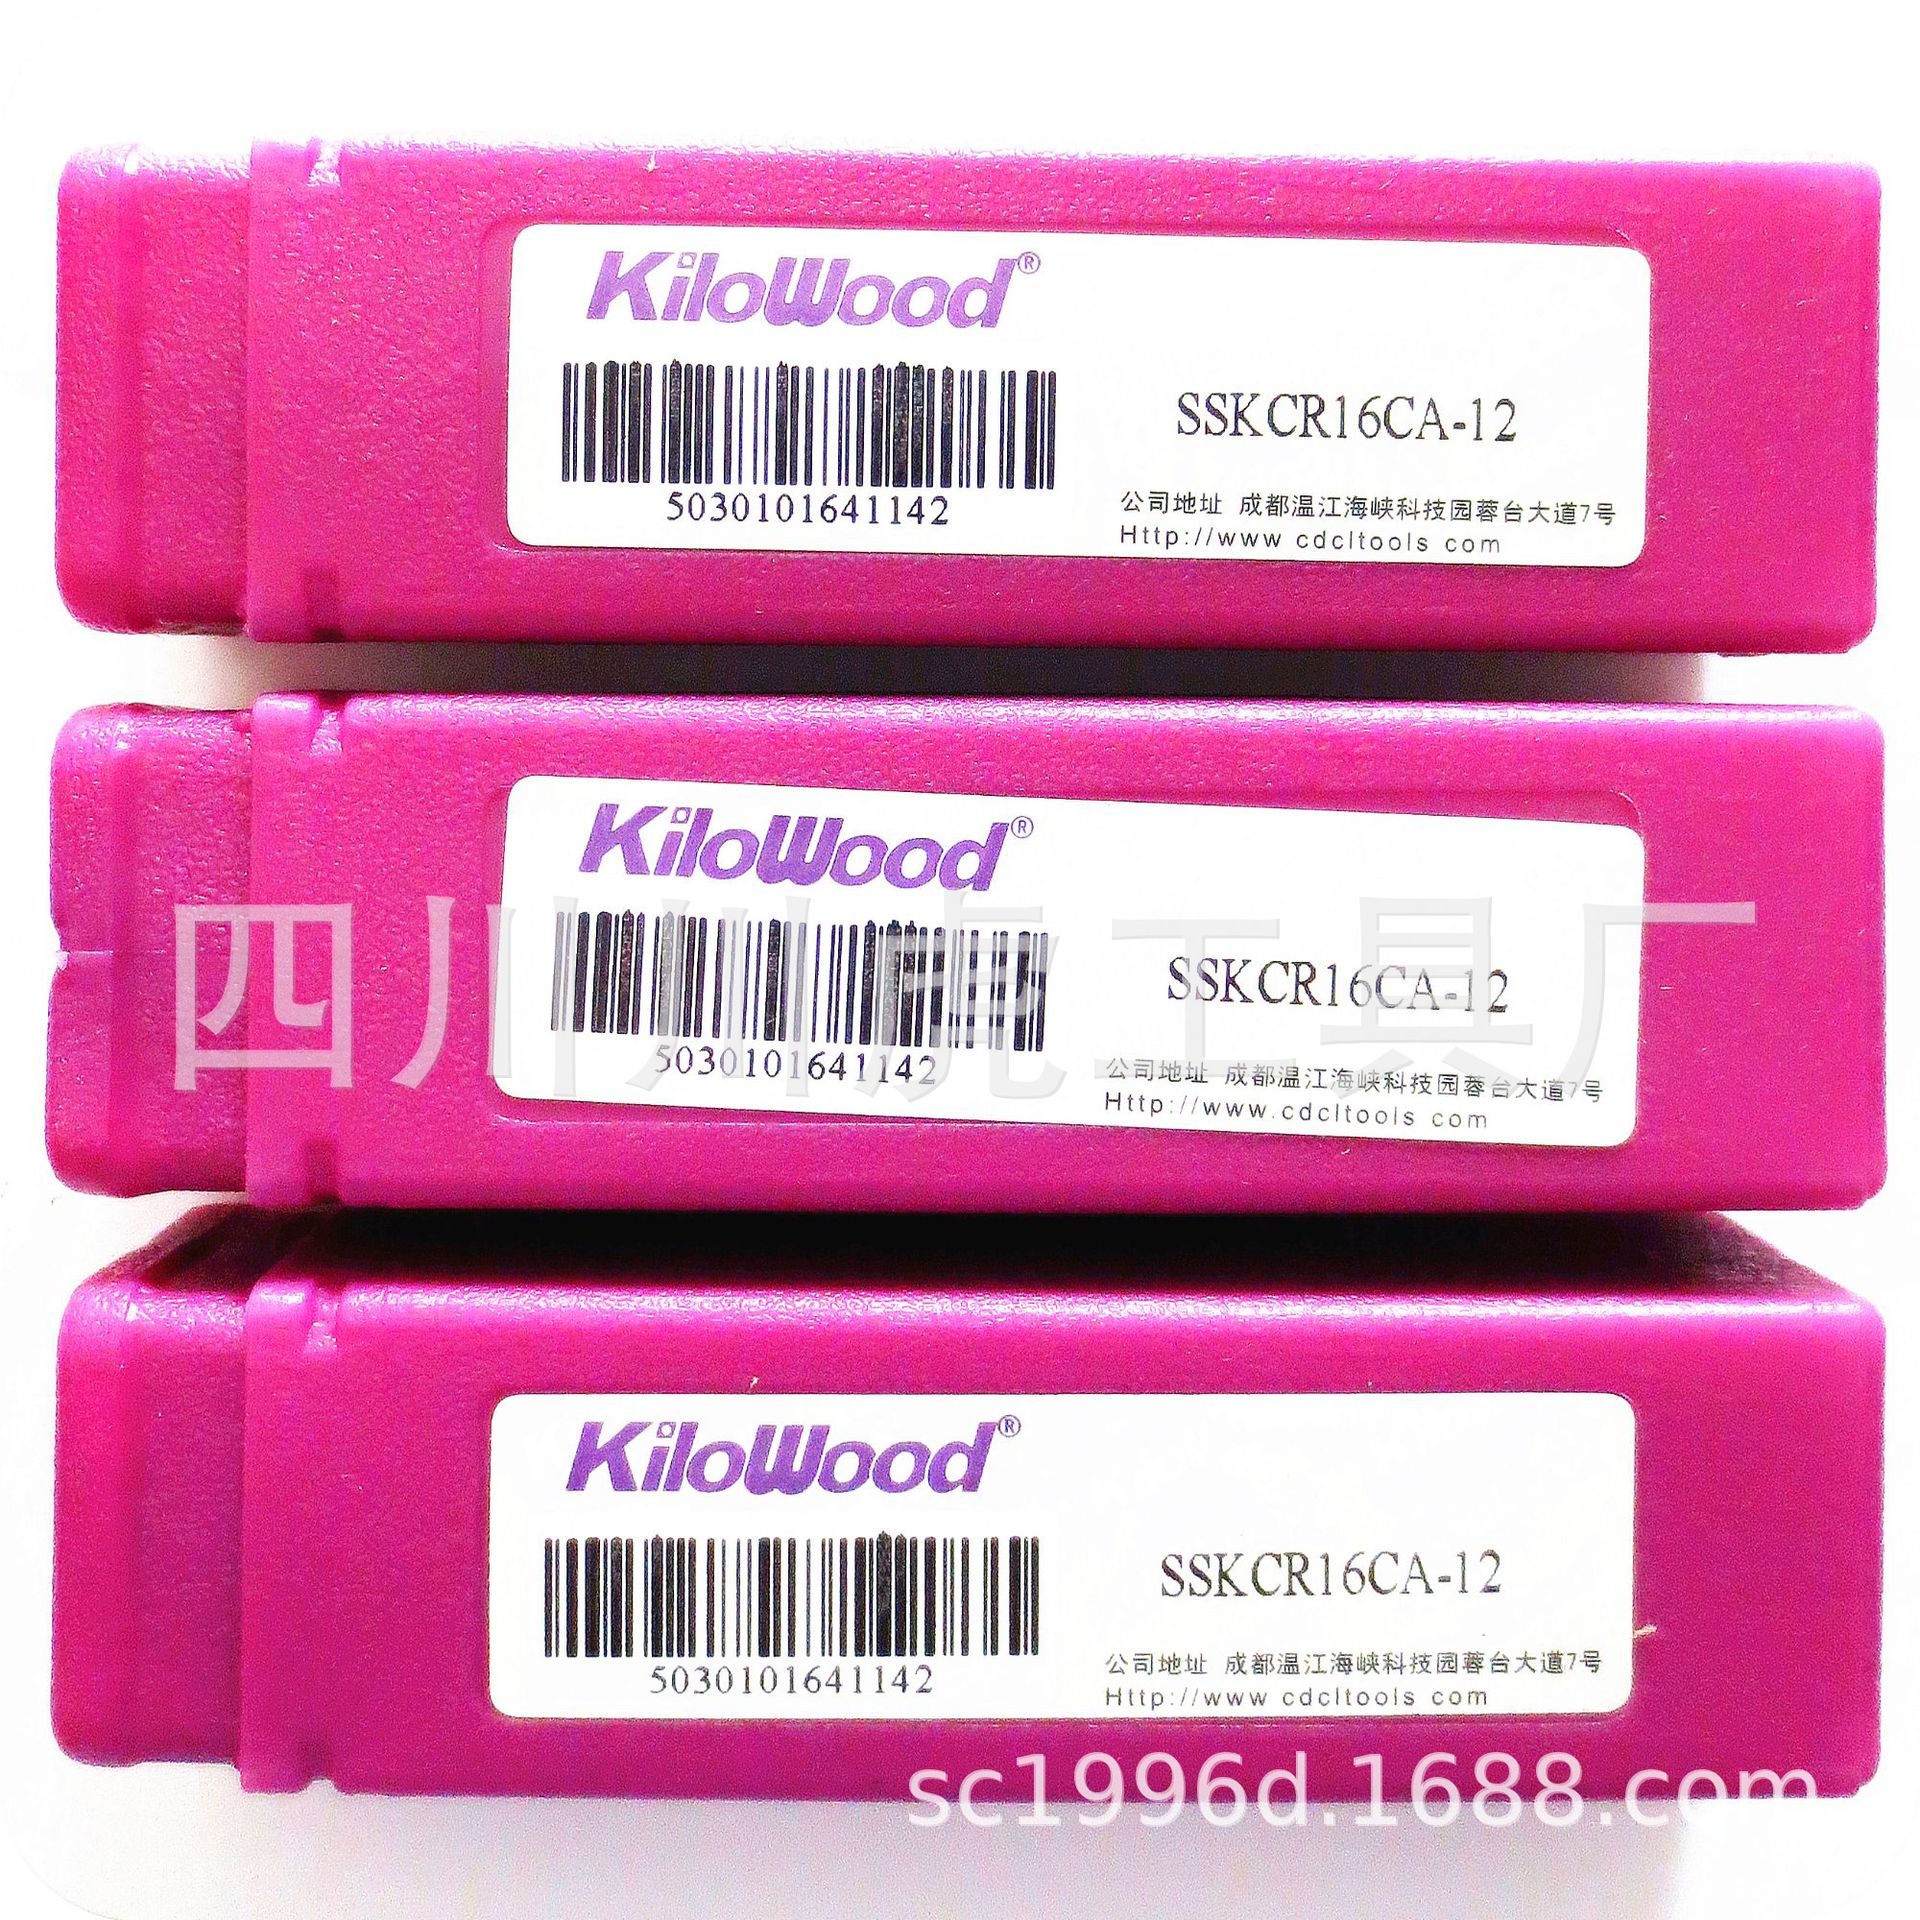 KiloWood®
SSKCR16CA-12
5030101641142
公司地址 成都温江海峡科技园蓉台大道7号
Http://www cdcltools com
KiloWood®
SSKCR16CA-12
5030101641142
公司地址 成都温江海峡科技园蓉台大道7号
Http://www.cdcltools com
四川川虎工具厂
KiloWood®
SSKCR16CA-12
5030101641142
公司地址 成都温江海峡科技园蓉台大道7号
Http://www cdcltools com
sc1996d.1688.com